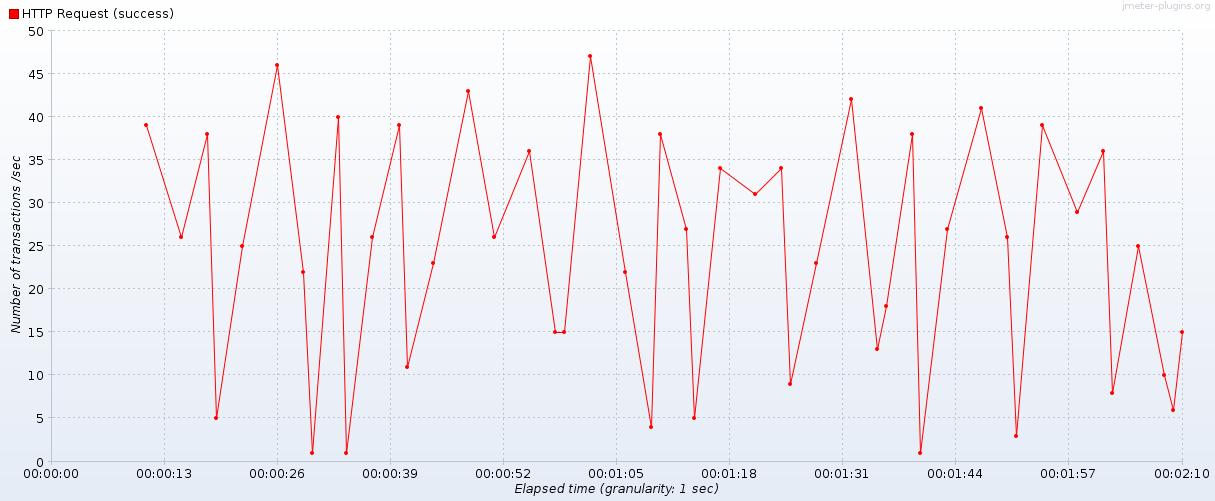 jmeter-plugins.org
HTTP Request (success)
50
45
40
35
30
25
20
15
10
5
0
Number of transactions /sec
00:00:00 00:00:13 00:00:26 00:00:39 00:00:52 00:01:05 00:01:18 00:01:31 00:01:44 00:01:57 00:02:10
Elapsed time (granularity: 1 sec)